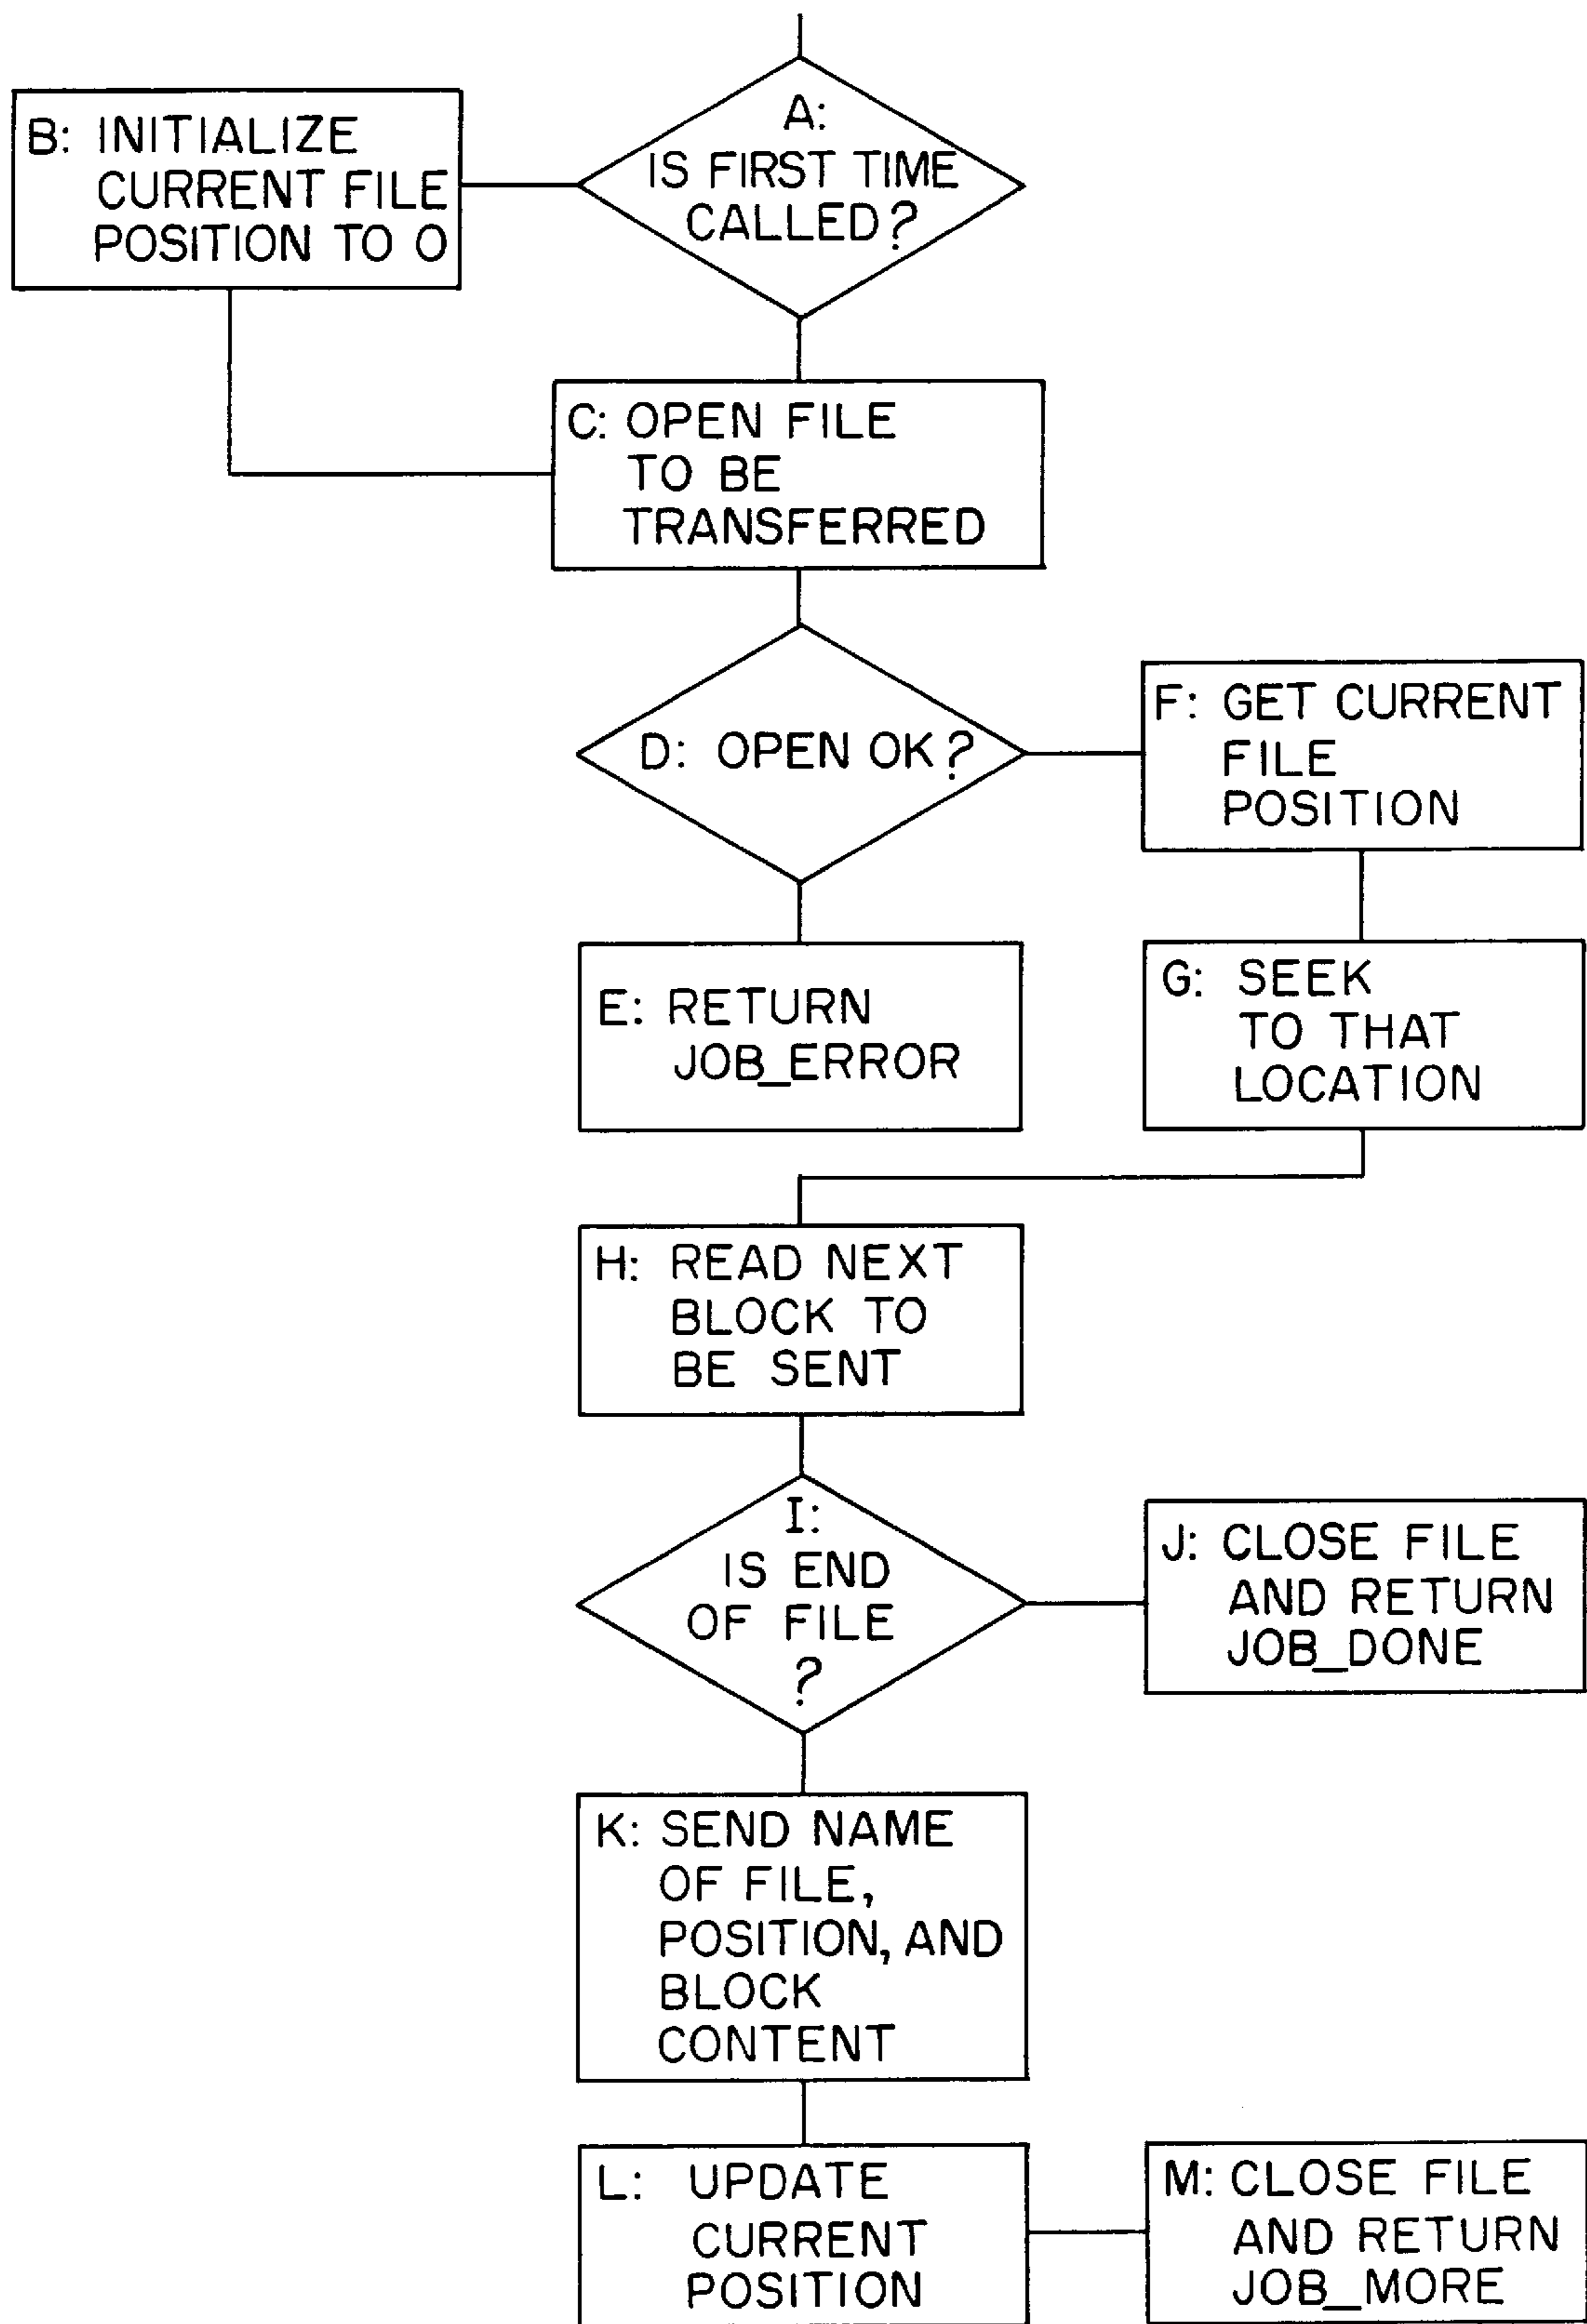 A:
IS FIRST TIME
CALLED?
B: INITIALIZE
CURRENT FILE
POSITION TO 0
C: OPEN FILE
TO BE
TRANSFERRED
D: OPEN OK?
F: GET CURRENT
FILE
POSITION
E: RETURN
JOB_ERROR
G: SEEK
TO THAT
LOCATION
H: READ NEXT
BLOCK TO
BE SENT
I:
IS END
OF FILE
?
J: CLOSE FILE
AND RETURN
JOB_DONE
K: SEND NAME
OF FILE,
POSITION, AND
BLOCK
CONTENT
L: UPDATE
CURRENT
POSITION
M: CLOSE FILE
AND RETURN
JOB_MORE